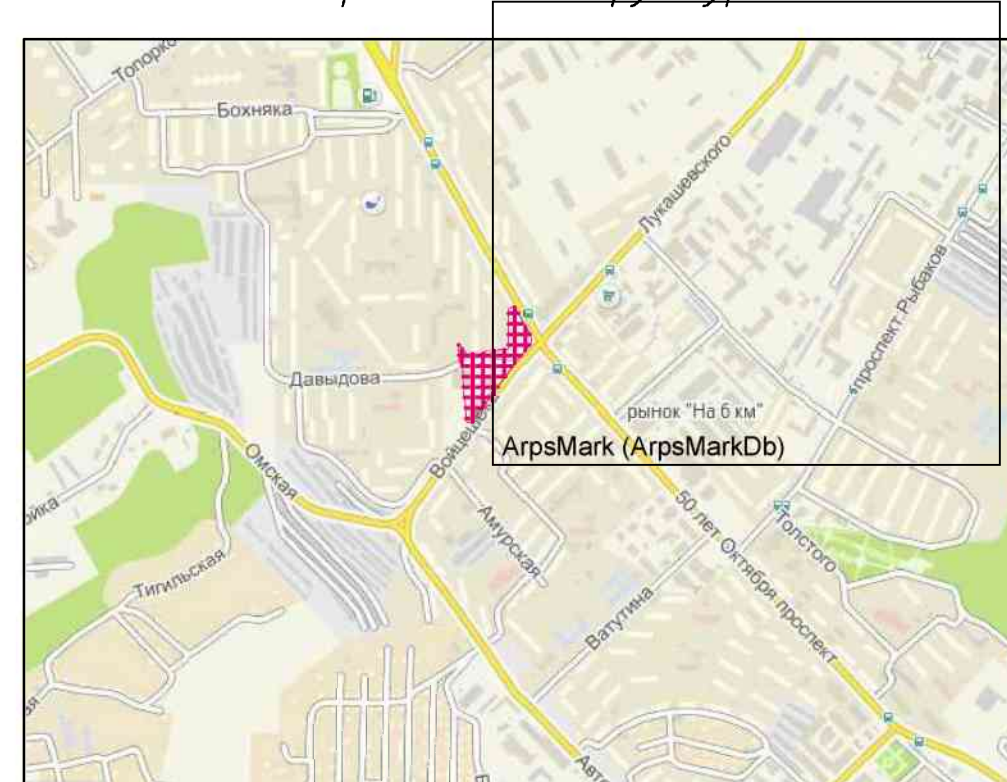 Бохняка
Лукашевского
проспект Рыбаков
Давыдова
рынок "На 6 км"
ArpsMark (ArpsMarkDb)
Омская
50 лет Октября проспект
Амурская
Толстого
Тигильская
Ватутина